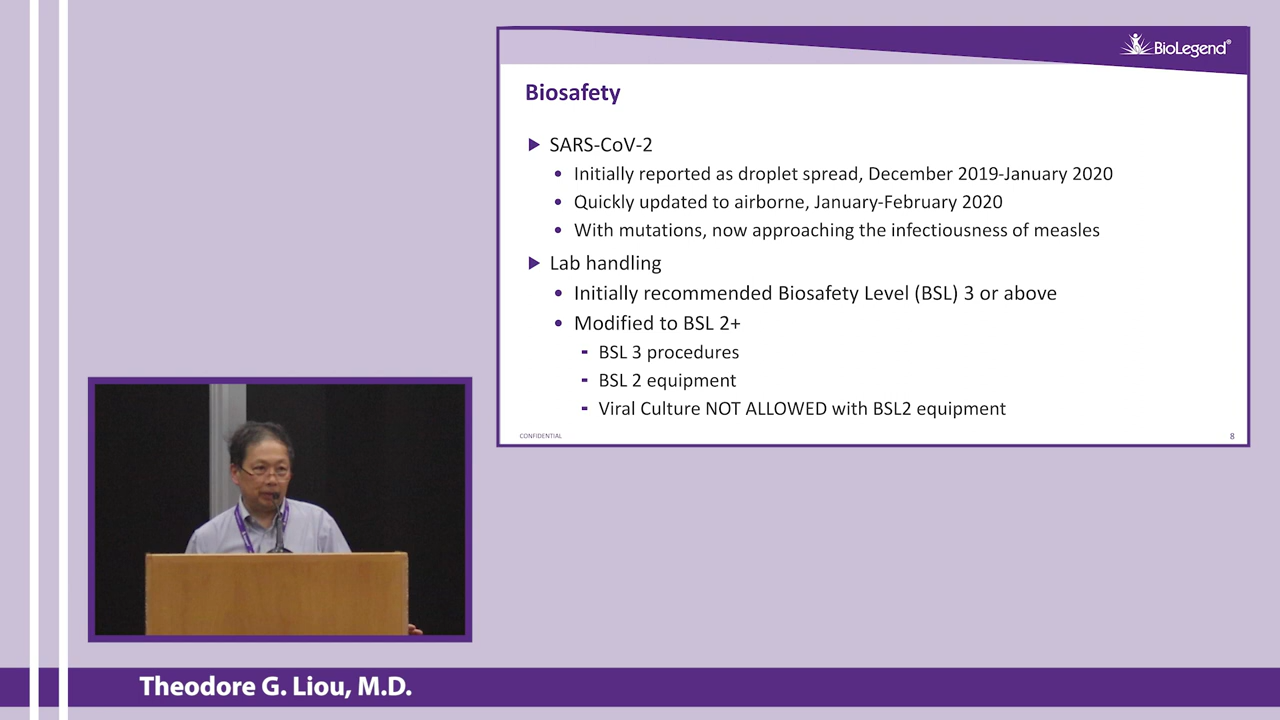 BioLegend®
Biosafety
SARS-CoV-2
Initially reported as droplet spread, December 2019-January 2020
Quickly updated to airborne, January-February 2020
With mutations, now approaching the infectiousness of measles
Lab handling
Initially recommended Biosafety Level (BSL) 3 or above
Modified to BSL 2+
BSL 3 procedures
BSL 2 equipment
Viral Culture NOT ALLOWED with BSL2 equipment
CONFIDENTIAL
8
Theodore G. Liou, M.D.